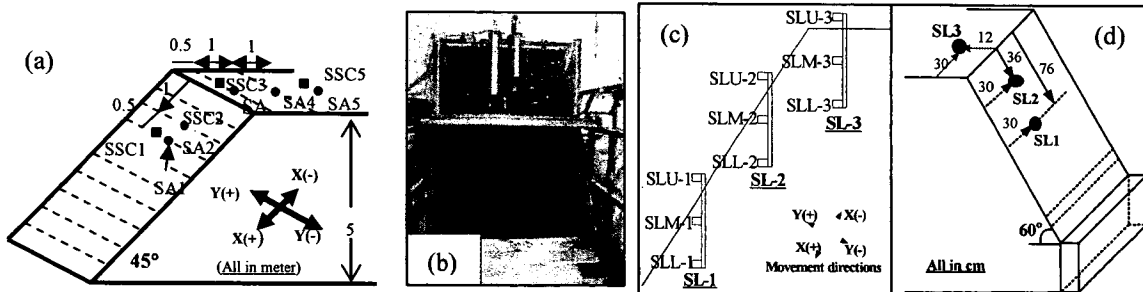 (a)
0.5 1 1
SSC3
SSC5
SA
SA4
SA5
0.5
1
SSC2
SSC1
SA2
SA1
Y(+)
X(-)
X(+)
Y(-)
5
45°
(All in meter)
(b)
(c)
SLU-3
SLM-3
SLL-3
SL-3
SLU-2
SLM-2
SLL-2
SL-2
SLU-1
SLM-1
SLL-1
SL-1
Y(+) X(-)
X(+) Y(-)
Movement directions
(d)
SL3
12
30
36
76
30
SL2
30
SL1
60°
All in cm